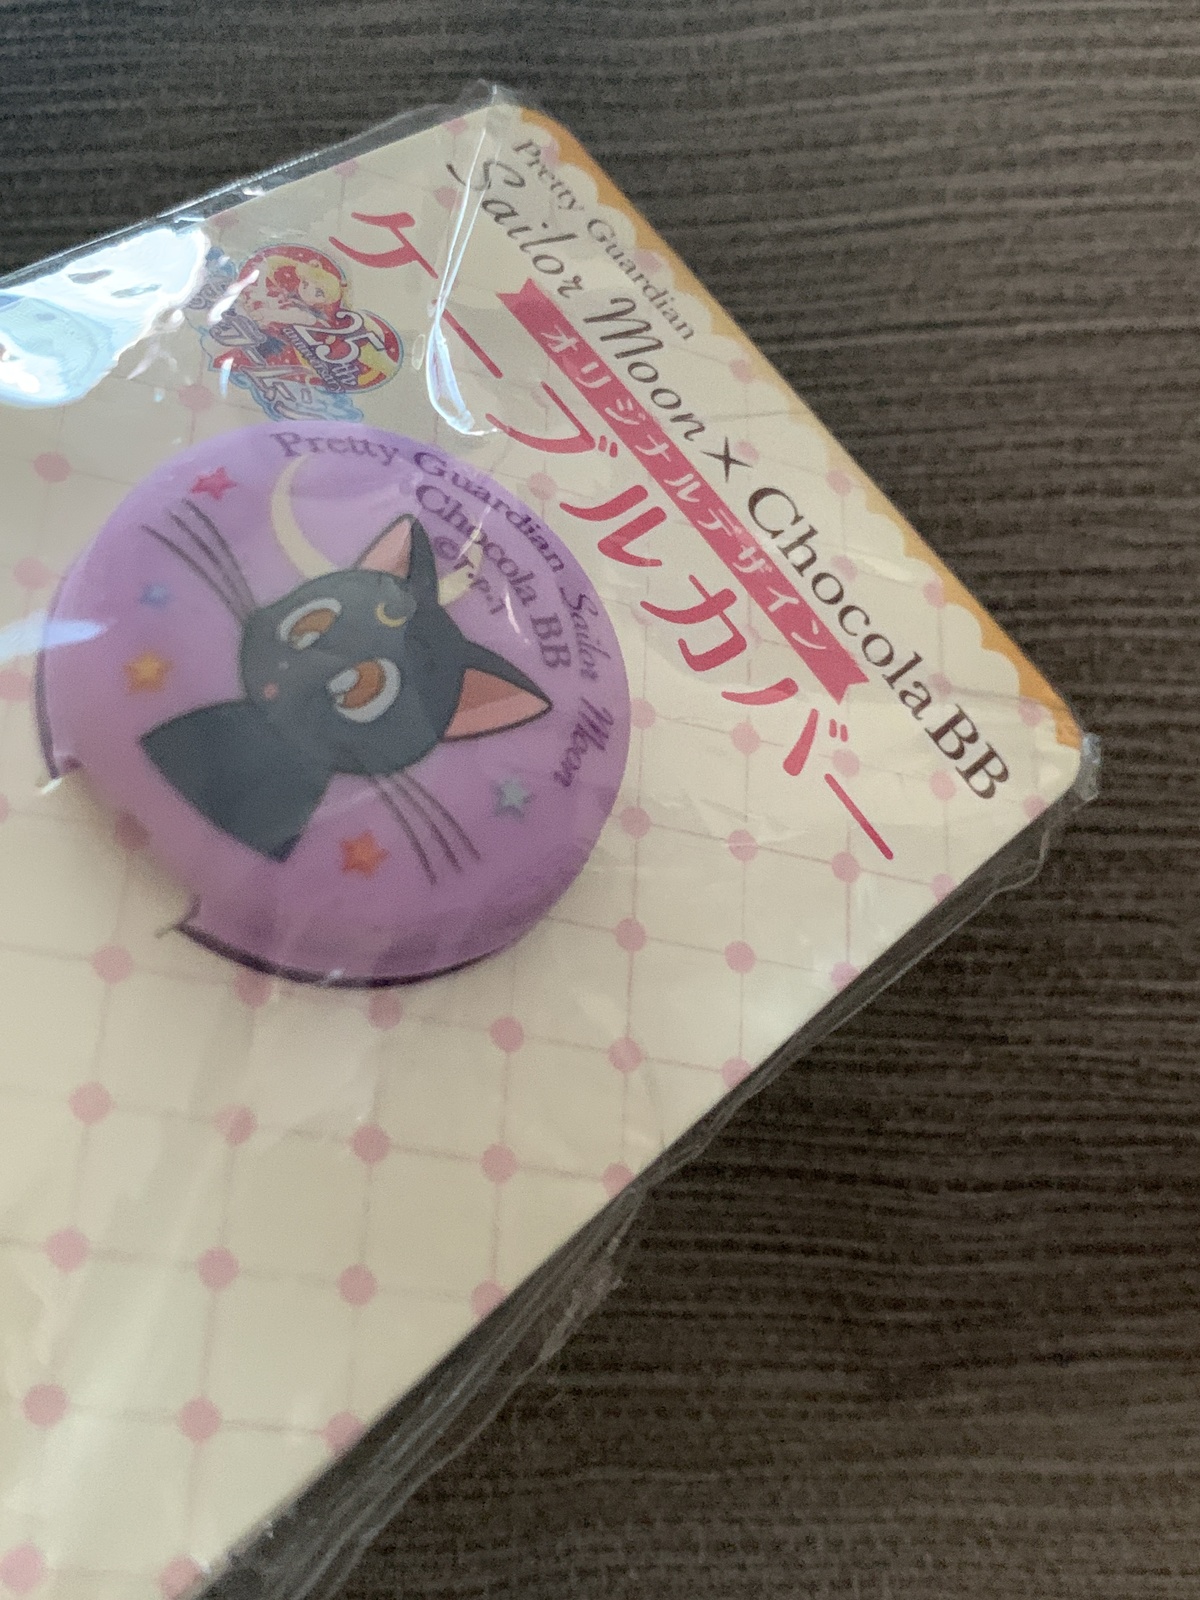 Pretty Guardian
Sailor Moon × Chocola BB
オリジナルデザイン
ケーブルカバー
25th
Pretty Guardian Sailor Moon
Chocola BB